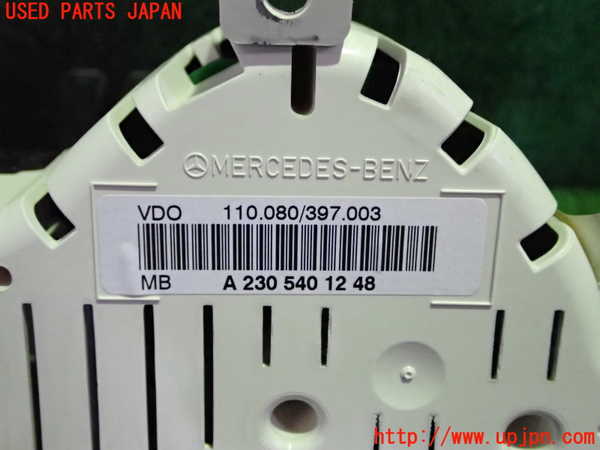 USED PARTS JAPAN
MERCEDES-BENZ
VDO 110.080/397.003
MB A 230 540 12 48
http://www.upjpn.com/